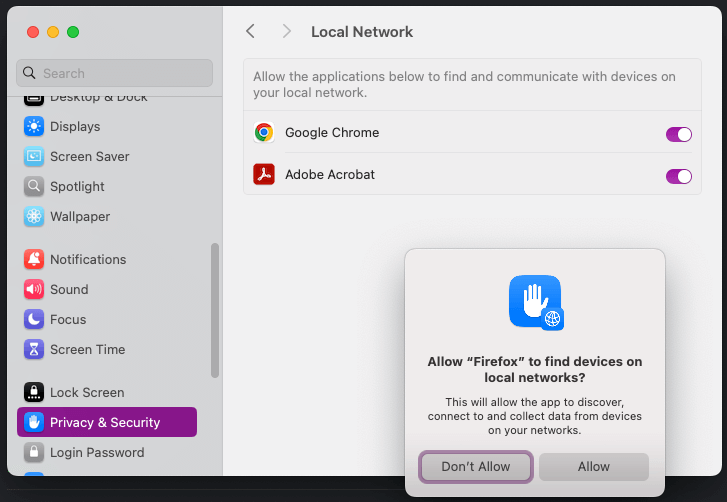 Local Network
Search
Allow the applications below to find and communicate with devices on
your local network.
Google Chrome
Adobe Acrobat
Desktop & Dock
Displays
Screen Saver
Spotlight
Wallpaper
Notifications
Sound
Focus
Screen Time
Lock Screen
Privacy & Security
Login Password
Allow “Firefox” to find devices on
local networks?
This will allow the app to discover,
connect to and collect data from devices
on your networks.
Don’t Allow
Allow